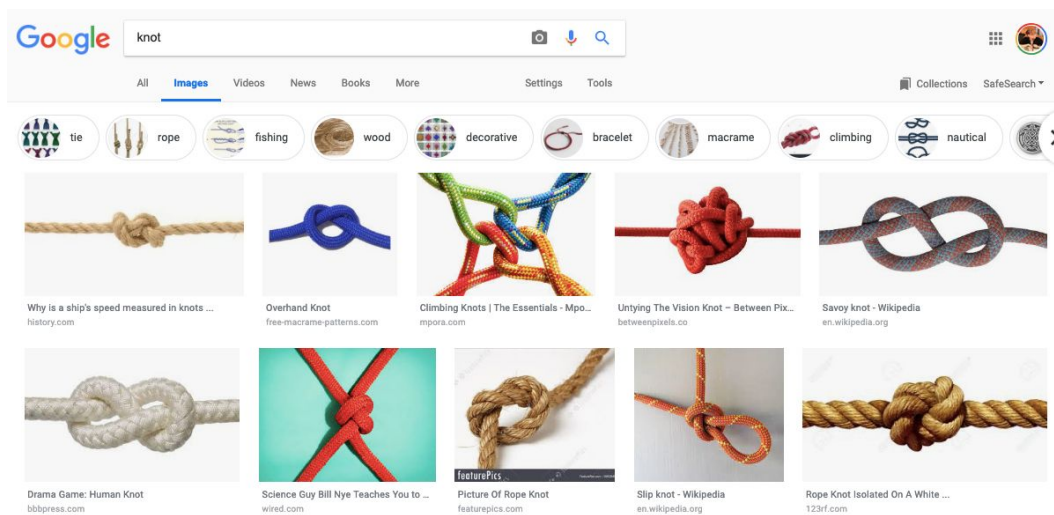 Google
knot
All Images Videos News Books More Settings Tools Collections SafeSearch
tie rope fishing wood decorative bracelet macrame climbing nautical
Why is a ship's speed measured in knots ...
history.com
Overhand Knot
free-macrame-patterns.com
Climbing Knots | The Essentials - Mpo...
mpora.com
Untying The Vision Knot – Between Pix...
betweenpixels.co
Savoy knot - Wikipedia
en.wikipedia.org
featurePics
Drama Game: Human Knot
bbbpress.com
Science Guy Bill Nye Teaches You to ...
wired.com
Picture Of Rope Knot
featurepics.com
Slip knot - Wikipedia
en.wikipedia.org
Rope Knot Isolated On A White ...
123rf.com